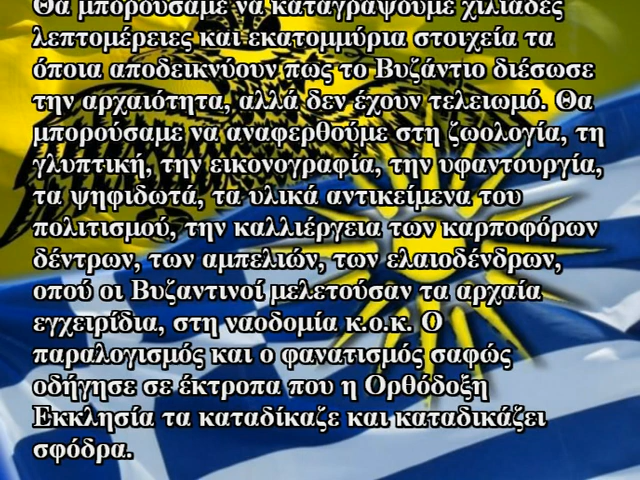 Θα μπορούσαμε να καταγράψουμε χιλιάδες
λεπτομέρειες και εκατομμύρια στοιχεία τα
όποια αποδεικνύουν πως το Βυζάντιο διέσωσε
την αρχαιότητα, αλλά δεν έχουν τελειωμό. Θα
μπορούσαμε να αναφερθούμε στη ζωολογία, τη
γλυπτική, την εικονογραφία, την υφαντουργία,
τα ψηφιδωτά, τα υλικά αντικείμενα του
πολιτισμού, την καλλιέργεια των καρποφόρων
δέντρων, των αμπελιών, των ελαιοδένδρων,
οπού οι Βυζαντινοί μελετούσαν τα αρχαία
εγχειρίδια, στη ναοδομία κ.ο.κ. Ο
παραλογισμός και ο φανατισμός σαφώς
οδήγησε σε έκτροπα που η Ορθόδοξη
Εκκλησία τα καταδίκαζε και καταδικάζει
σφόδρα.